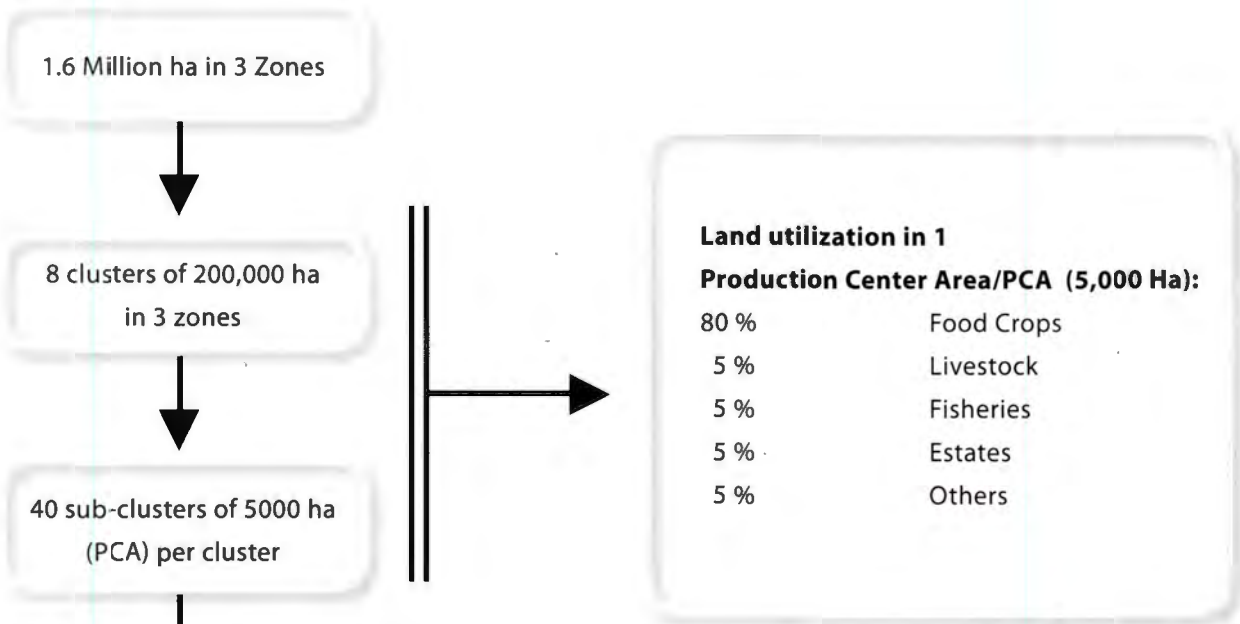 1.6 Million ha in 3 Zones
8 clusters of 200,000 ha
in 3 zones
40 sub-clusters of 5000 ha
(PCA) per cluster
Land utilization in 1
Production Center Area/PCA (5,000 Ha):
80 % Food Crops
5 % Livestock
5 % Fisheries
5 % Estates
5 % Others